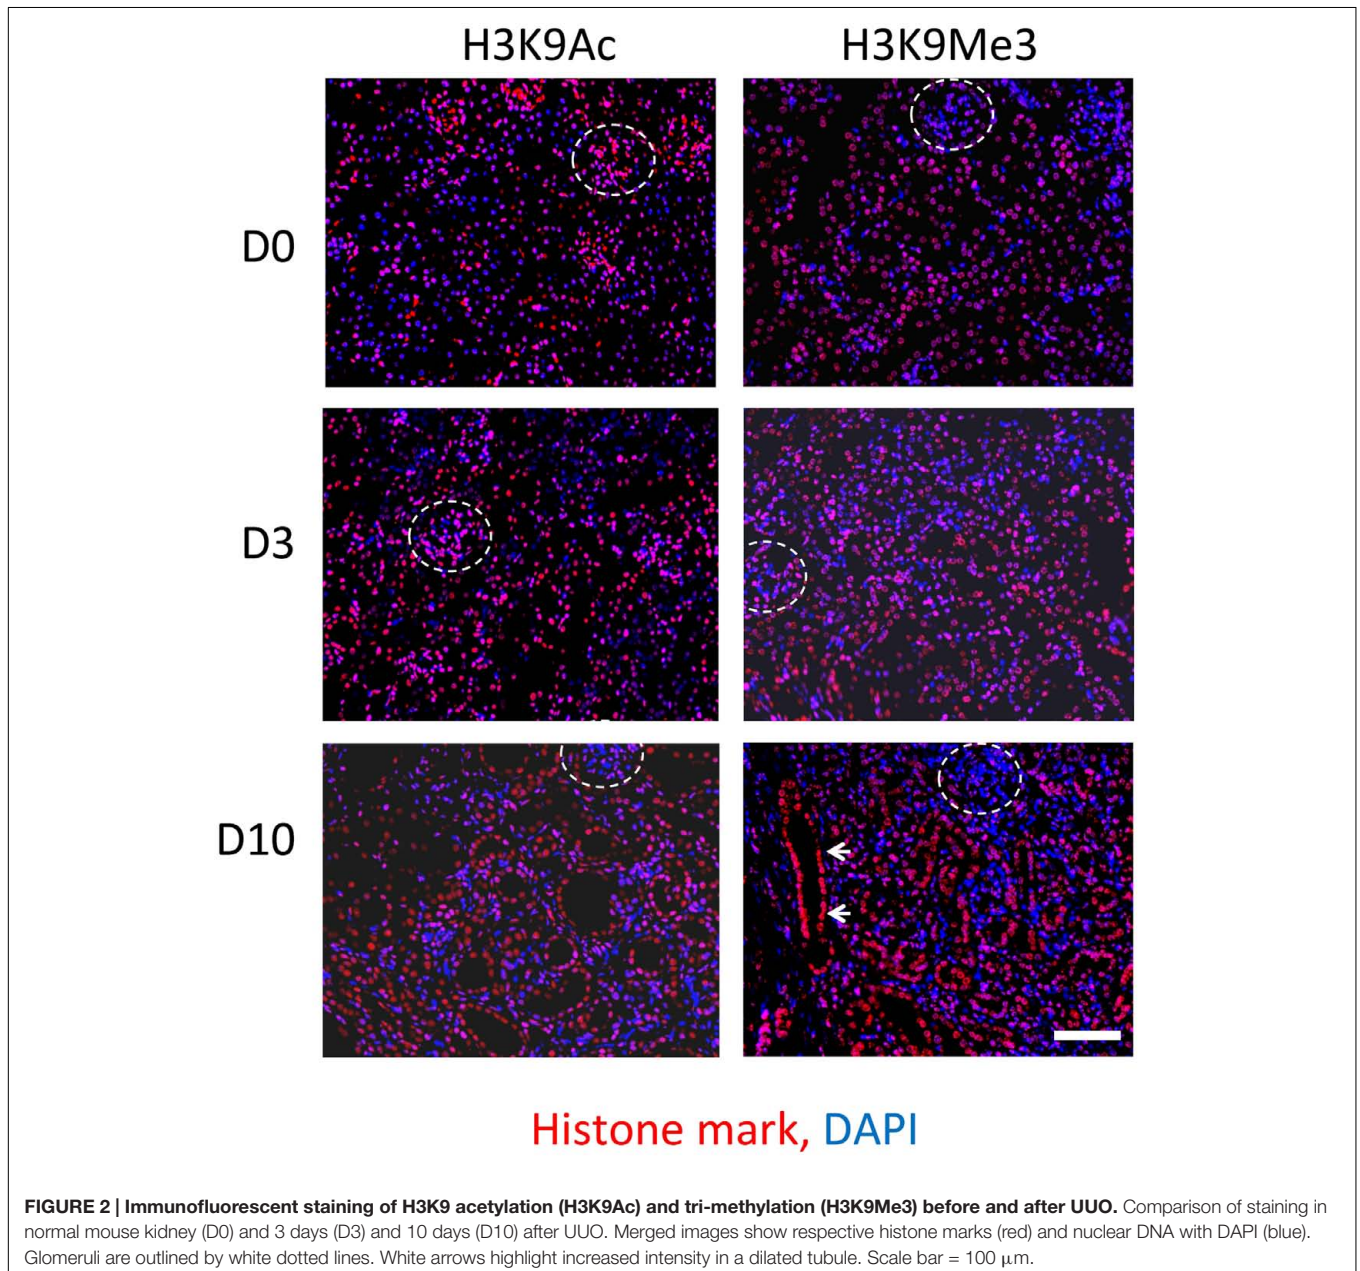 H3K9Ac H3K9Me3
D0
D3
D10
Histone mark, DAPI
FIGURE 2 | Immunofluorescent staining of H3K9 acetylation (H3K9Ac) and tri-methylation (H3K9Me3) before and after UUO. Comparison of staining in
normal mouse kidney (D0) and 3 days (D3) and 10 days (D10) after UUO. Merged images show respective histone marks (red) and nuclear DNA with DAPI (blue).
Glomeruli are outlined by white dotted lines. White arrows highlight increased intensity in a dilated tubule. Scale bar = 100 μm.